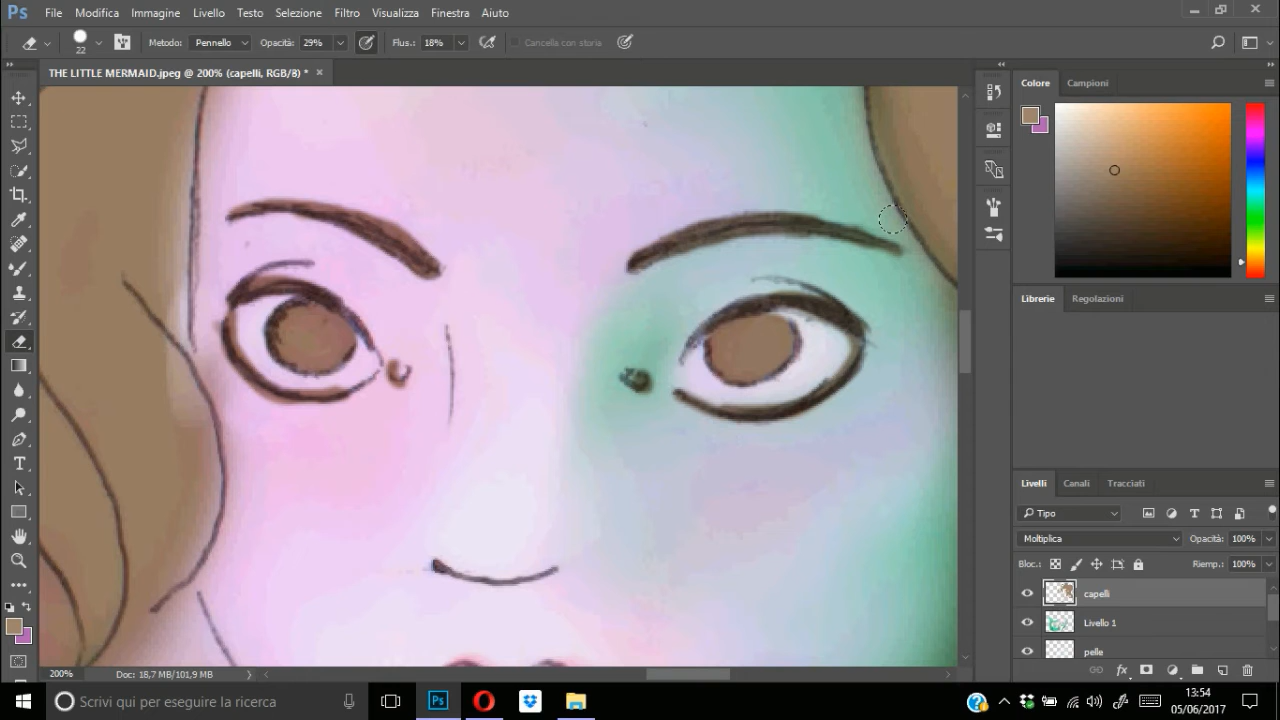 Ps File Modifica Immagine Livello Testo Selezione Filtro Visualizza Finestra Aiuto
22 Metodo: Pennello Opacità: 29% Flus.: 18% Cancella con storia
THE LITTLE MERMAID.jpeg @ 200% (capelli, RGB/8) * ×
Colore Campioni
Librerie Regolazioni
Livelli Canali Tracciati
Tipo
Moltiplica Opacità: 100%
Bloc.: Riemp.: 100%
capelli
Livello 1
pelle
200% Doc: 18,7 MB/101,9 MB
Scrivi qui per eseguire la ricerca
Ps
13:54
05/06/2017